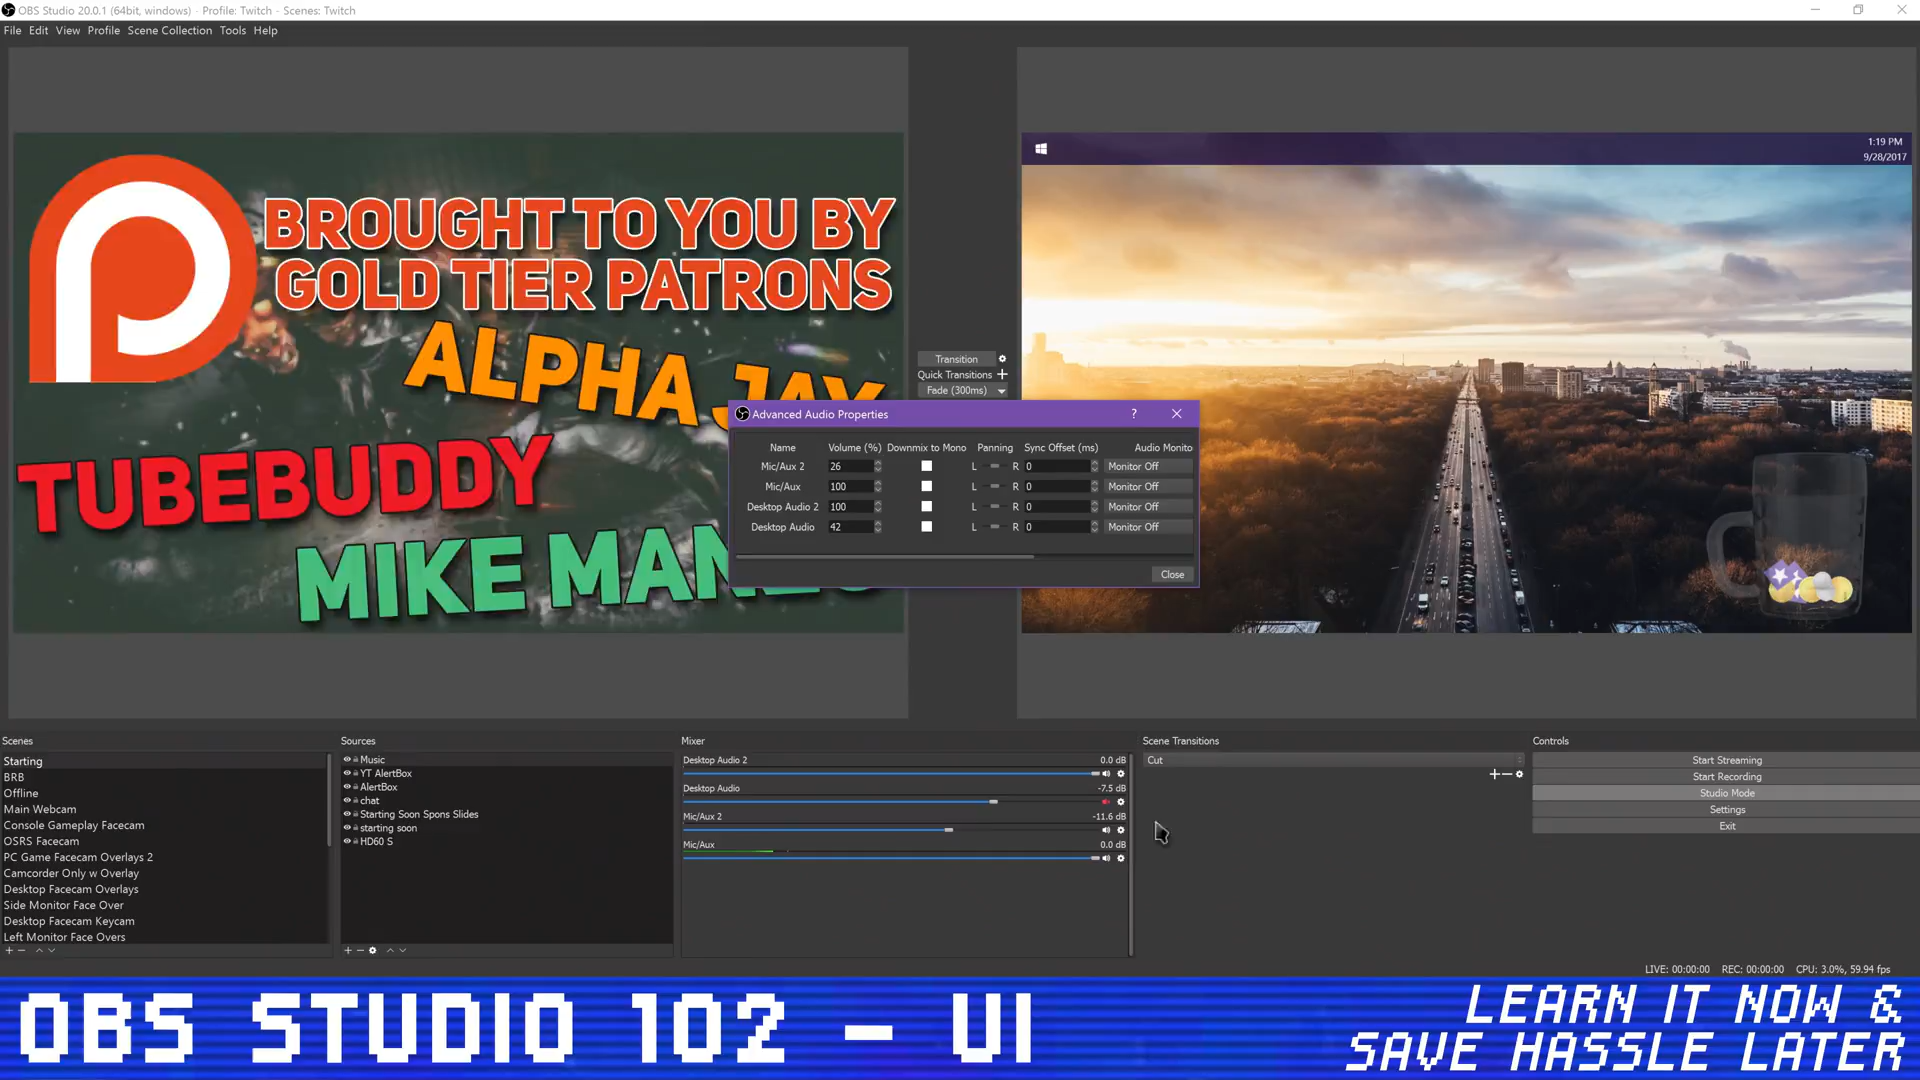 OBS Studio 20.0.1 (64bit, windows) - Profile: Twitch - Scenes: Twitch
File Edit View Profile Scene Collection Tools Help
BROUGHT TO YOU BY
GOLD TIER PATRONS
ALPHA JAY
TUBEBUDDY
MIKE
Transition
Quick Transitions
Fade (300ms)
1:19 PM
9/28/2017
Advanced Audio Properties ?
Name Volume (%) Downmix to Mono Panning Sync Offset (ms) Audio Monito
Mic/Aux 2 26 L R 0 Monitor Off
Mic/Aux 100 L R 0 Monitor Off
Desktop Audio 2 100 L R 0 Monitor Off
Desktop Audio 42 L R 0 Monitor Off
Close
Scenes
Starting
BRB
Offline
Main Webcam
Console Gameplay Facecam
OSRS Facecam
PC Game Facecam Overlays 2
Camcorder Only w Overlay
Desktop Facecam Overlays
Side Monitor Face Over
Desktop Facecam Keycam
Left Monitor Face Overs
Sources
Music
YT AlertBox
AlertBox
chat
Starting Soon Spons Slides
starting soon
HD60 S
Mixer
Desktop Audio 2 0.0 dB
Desktop Audio -7.5 dB
Mic/Aux 2 -11.6 dB
Mic/Aux 0.0 dB
Scene Transitions
Cut
Controls
Start Streaming
Start Recording
Studio Mode
Settings
Exit
LIVE: 00:00:00 REC: 00:00:00 CPU: 3.0%, 59.94 fps
OBS STUDIO 102 - UI
LEARN IT NOW &
SAVE HASSLE LATER